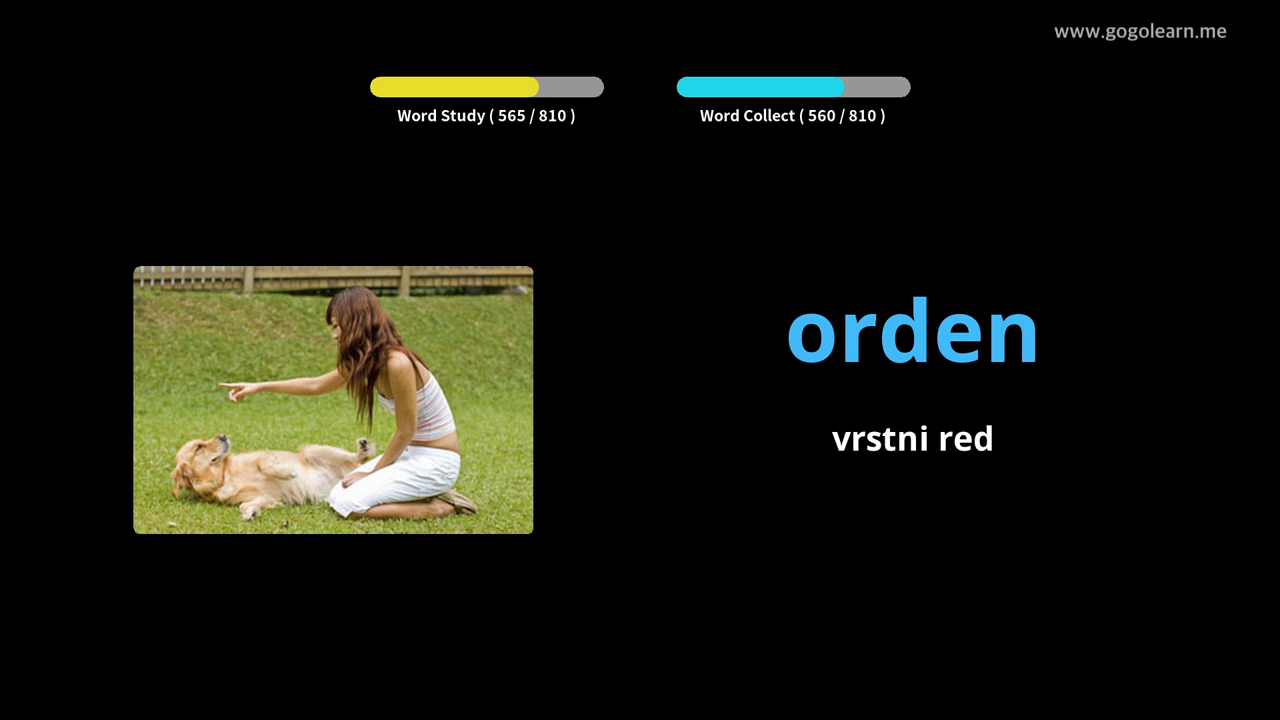 www.gogolearn.me
Word Study ( 565 / 810 )
Word Collect ( 560 / 810 )
orden
vrstni red